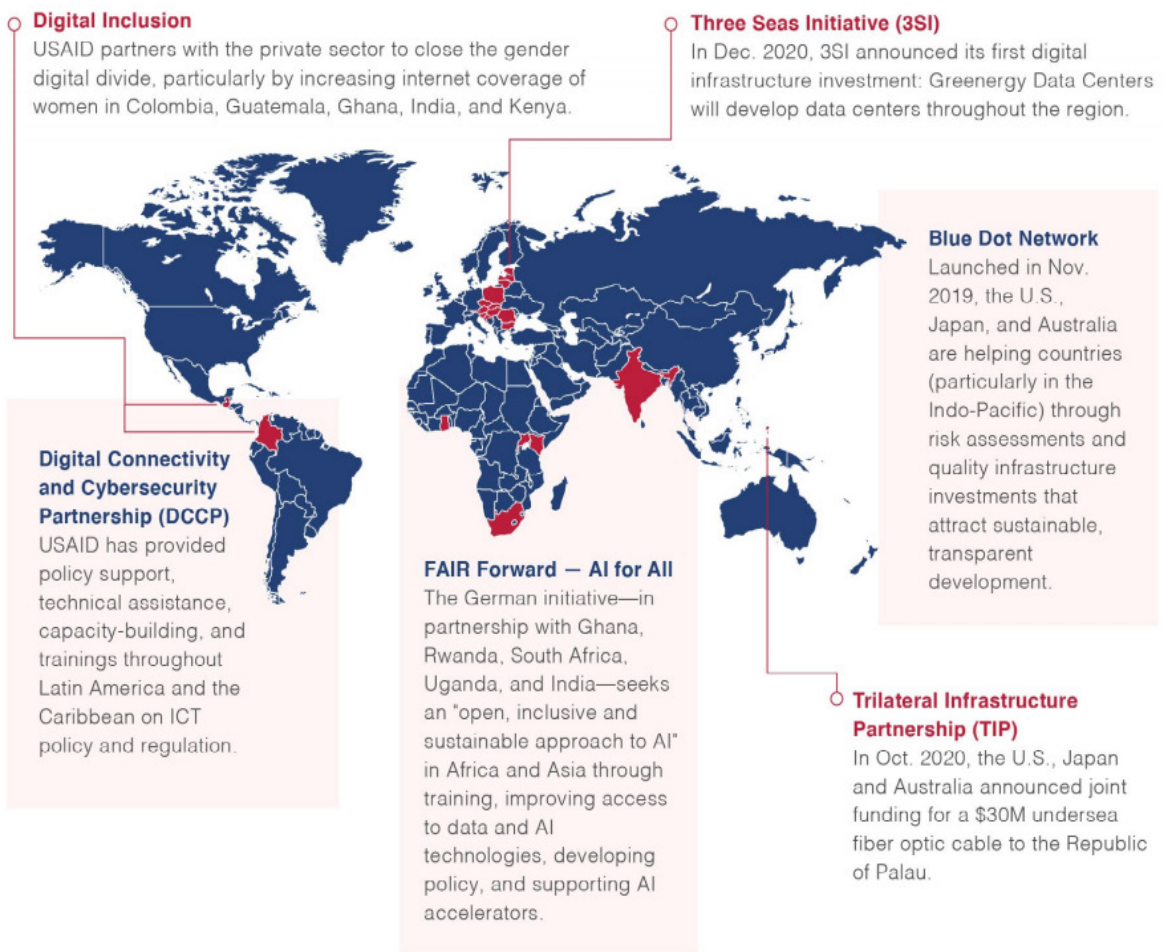 Digital Inclusion
USAID partners with the private sector to close the gender
digital divide, particularly by increasing internet coverage of
women in Colombia, Guatemala, Ghana, India, and Kenya.
Three Seas Initiative (3SI)
In Dec. 2020, 3SI announced its first digital
infrastructure investment: Greenergy Data Centers
will develop data centers throughout the region.
Blue Dot Network
Launched in Nov.
2019, the U.S.,
Japan, and Australia
are helping countries
(particularly in the
Indo-Pacific) through
risk assessments and
quality infrastructure
investments that
attract sustainable,
transparent
development.
Digital Connectivity
and Cybersecurity
Partnership (DCCP)
USAID has provided
policy support,
technical assistance,
capacity-building, and
trainings throughout
Latin America and the
Caribbean on ICT
policy and regulation.
FAIR Forward — AI for All
The German initiative—in
partnership with Ghana,
Rwanda, South Africa,
Uganda, and India—seeks
an "open, inclusive and
sustainable approach to AI"
in Africa and Asia through
training, improving access
to data and AI
technologies, developing
policy, and supporting AI
accelerators.
Trilateral Infrastructure
Partnership (TIP)
In Oct. 2020, the U.S., Japan
and Australia announced joint
funding for a $30M undersea
fiber optic cable to the Republic
of Palau.